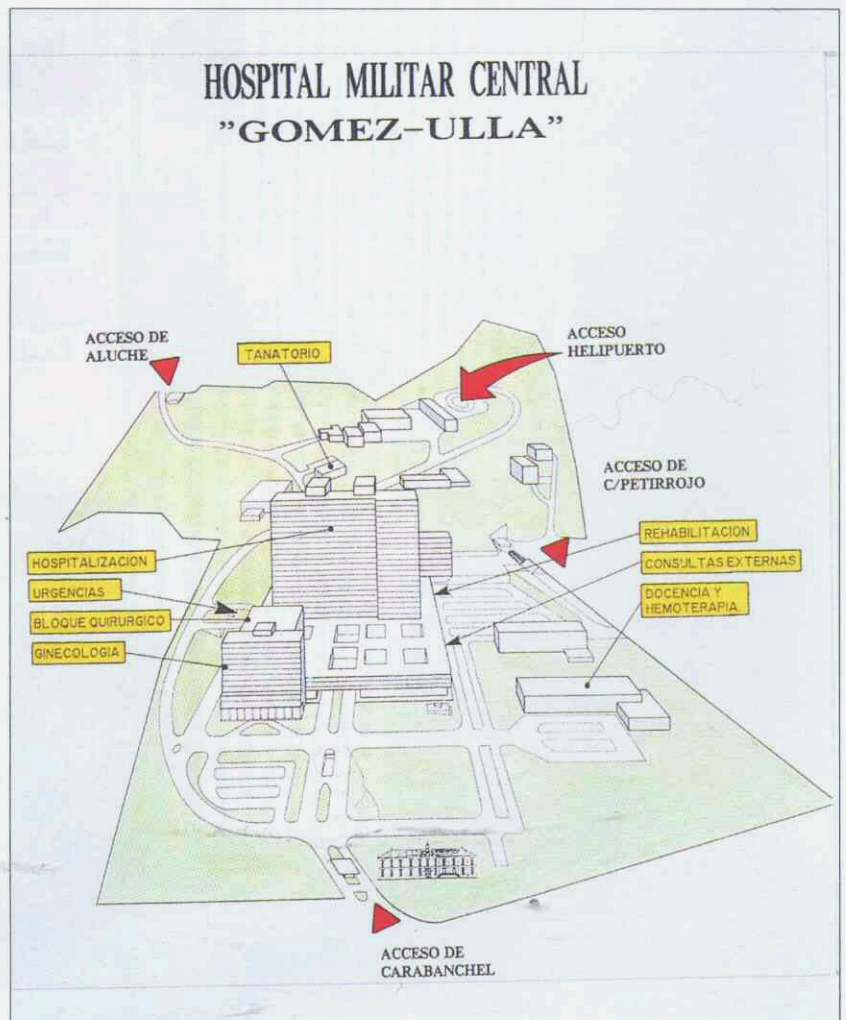 HOSPITAL MILITAR CENTRAL
"GOMEZ-ULLA"
ACCESO DE
ALUCHE
TANATORIO
ACCESO
HELIPUERTO
ACCESO DE
C/PETIRROJO
HOSPITALIZACION
URGENCIAS
BLOQUE QUIRURGICO
GINECOLOGIA
REHABILITACION
CONSULTAS EXTERNAS
DOCENCIA Y
HEMOTERAPIA
ACCESO DE
CARABANCHEL